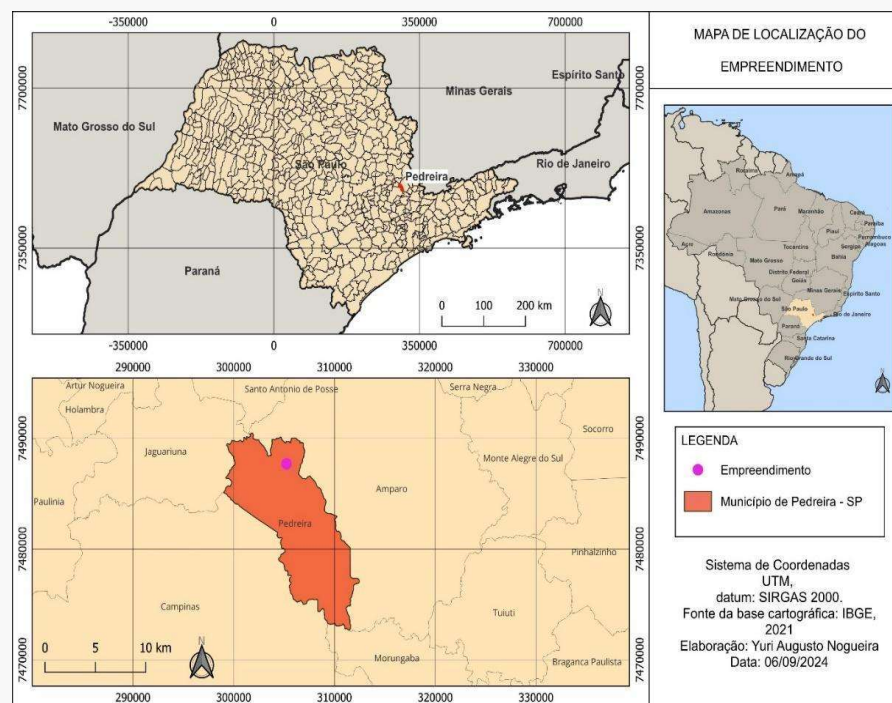 -350000
0
350000
700000
7700000
7350000
7700000
7350000
Espírito Santo
Minas Gerais
Mato Grosso do Sul
São Paulo
Pedreira
Rio de Janeiro
Paraná
0 100 200 km
N
-350000
0
350000
700000
290000
300000
310000
320000
330000
Artur Nogueira
Santo Antonio de Posse
Serra Negra
Holambra
Socorro
7490000
7490000
Jaguariuna
Monte Alegre do Sul
Paulinia
Amparo
Pedreira
7480000
7480000
Pinhalzinho
Campinas
Tuiuti
0 5 10 km
N
Morungaba
Braganca Paulista
7470000
7470000
290000
300000
310000
320000
330000
MAPA DE LOCALIZAÇÃO DO
EMPREENDIMENTO
Roraima
Amapá
Amazonas
Pará
Maranhão
Ceará
Paraíba
Piauí
Pernambuco
Alagoas
Acre
Rondonia
Tocantins
Sergipe
Bahia
Mato Grosso
Distrito Federal
Goiás
Minas Gerais
Espírito Santo
Mato Grosso do Sul
São Paulo
Rio de Janeiro
Paraná
Santa Catarina
Rio Grande do Sul
N
LEGENDA
Empreendimento
Município de Pedreira - SP
Sistema de Coordenadas
UTM,
datum: SIRGAS 2000.
Fonte da base cartográfica: IBGE,
2021
Elaboração: Yuri Augusto Nogueira
Data: 06/09/2024